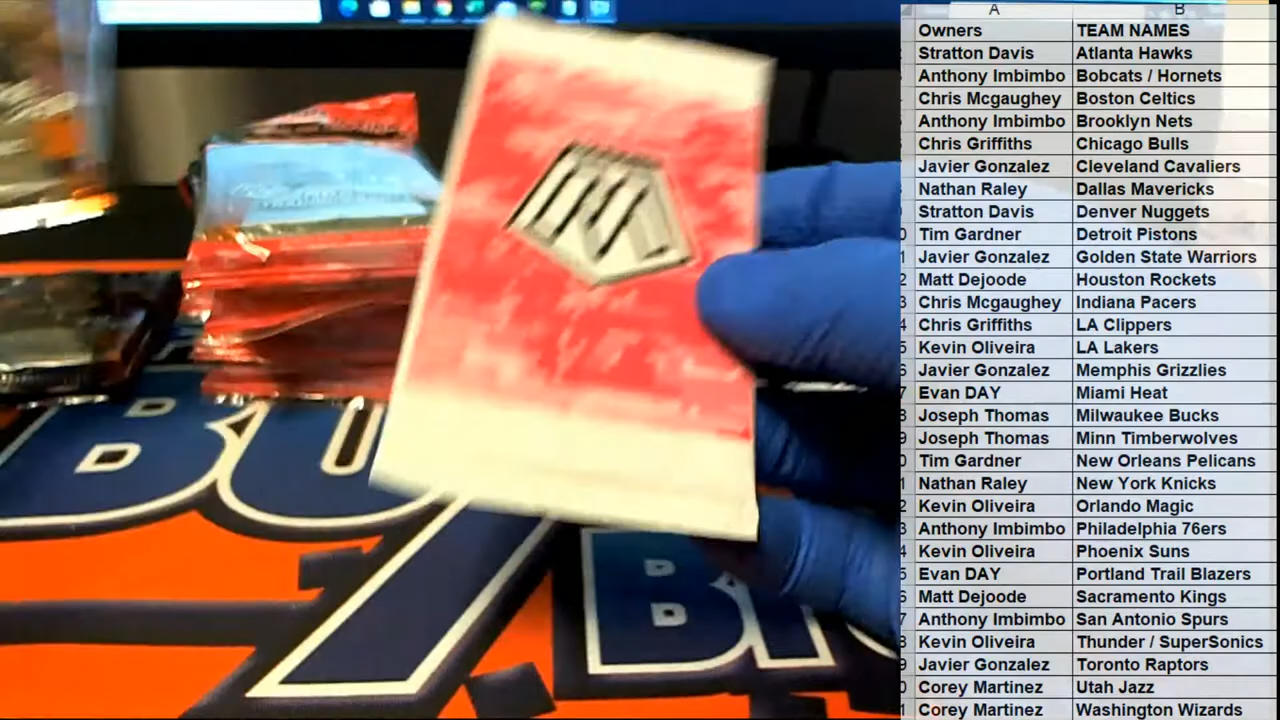 A B
Owners TEAM NAMES
Stratton Davis Atlanta Hawks
Anthony Imbimbo Bobcats / Hornets
Chris Mcgaughey Boston Celtics
Anthony Imbimbo Brooklyn Nets
Chris Griffiths Chicago Bulls
Javier Gonzalez Cleveland Cavaliers
Nathan Raley Dallas Mavericks
Stratton Davis Denver Nuggets
Tim Gardner Detroit Pistons
Javier Gonzalez Golden State Warriors
Matt Dejoode Houston Rockets
Chris Mcgaughey Indiana Pacers
Chris Griffiths LA Clippers
Kevin Oliveira LA Lakers
Javier Gonzalez Memphis Grizzlies
Evan DAY Miami Heat
Joseph Thomas Milwaukee Bucks
Joseph Thomas Minn Timberwolves
Tim Gardner New Orleans Pelicans
Nathan Raley New York Knicks
Kevin Oliveira Orlando Magic
Anthony Imbimbo Philadelphia 76ers
Kevin Oliveira Phoenix Suns
Evan DAY Portland Trail Blazers
Matt Dejoode Sacramento Kings
Anthony Imbimbo San Antonio Spurs
Kevin Oliveira Thunder / SuperSonics
Javier Gonzalez Toronto Raptors
Corey Martinez Utah Jazz
Corey Martinez Washington Wizards